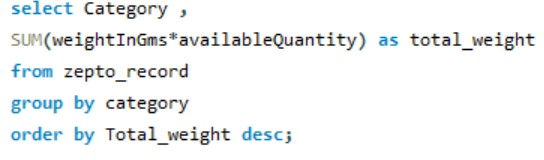 select Category ,
SUM(weightInGms*availableQuantity) as total_weight
from zepto_record
group by category
order by Total_weight desc;